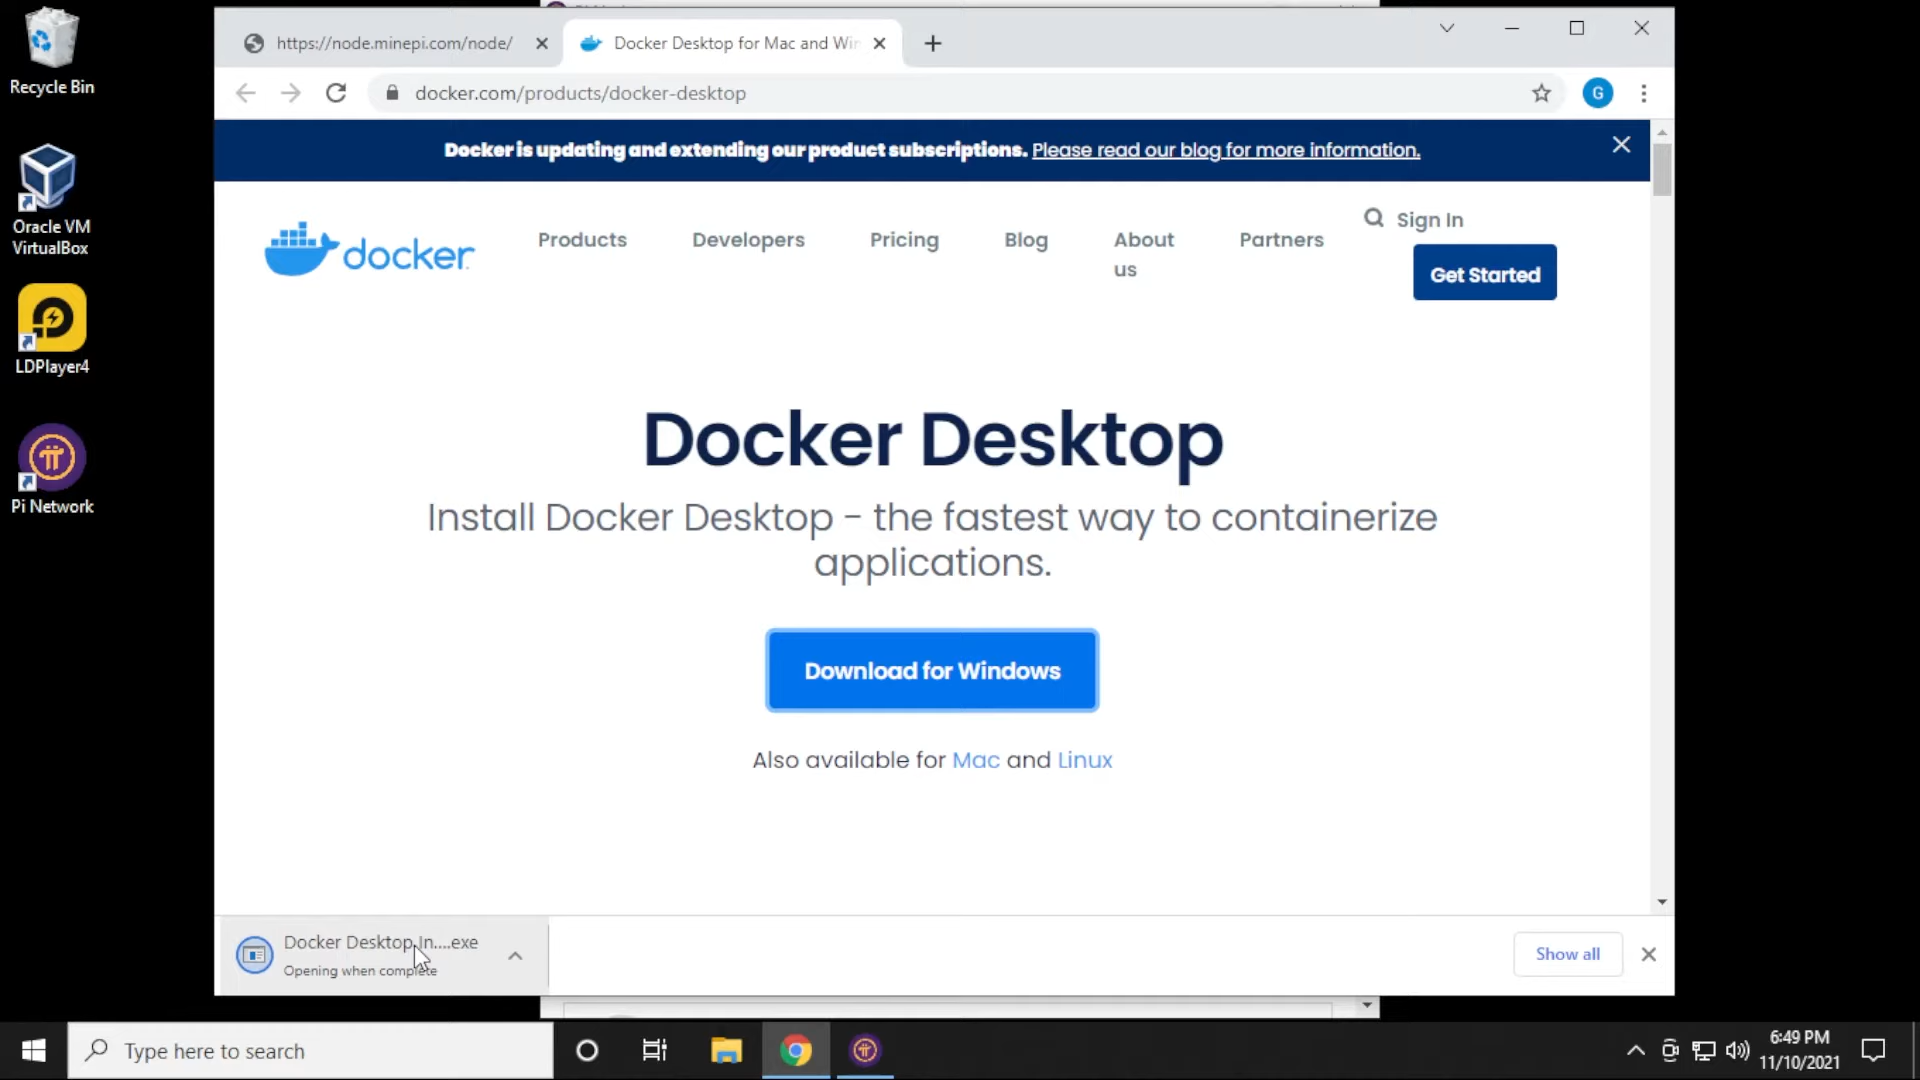 Recycle Bin
Oracle VM
VirtualBox
LDPlayer4
Pi Network
https://node.minepi.com/node/
Docker Desktop for Mac and Win
docker.com/products/docker-desktop
G
Docker is updating and extending our product subscriptions. Please read our blog for more information.
docker
Products
Developers
Pricing
Blog
About
us
Partners
Sign In
Get Started
Docker Desktop
Install Docker Desktop - the fastest way to containerize
applications.
Download for Windows
Also available for Mac and Linux
Docker Desktop In....exe
Opening when complete
Show all
Type here to search
6:49 PM
11/10/2021